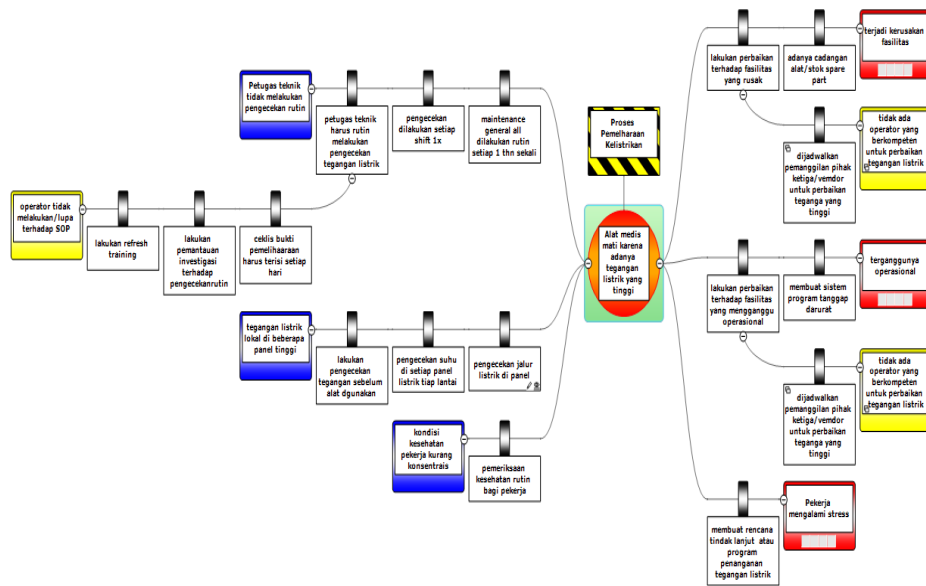 Petugas teknik
tidak melakukan
pengecekan rutin
petugas teknik
harus rutin
melakukan
pengecekan
tegangan listrik
pengecekan
dilakukan setiap
shift 1x
maintenance
general all
dilakukan rutin
setiap 1 thn sekali
operator tidak
melakukan/lupa
terhadap SOP
lakukan refresh
training
lakukan
pemantauan
investigasi
terhadap
pengecekanrutin
ceklis bukti
pemelihaaraan
harus terisi setiap
hari
tegangan listrik
lokal di beberapa
panel tinggi
lakukan
pengecekan
tegangan sebelum
alat dgunakan
pengecekan suhu
di setiap panel
listrik tiap lantai
pengecekan jalur
listrik di panel
kondisi
kesehatan
pekerja kurang
konsentrais
pemeriksaan
kesehatan rutin
bagi pekerja
Proses
Pemelharaan
Kelistrikan
Alat medis
mati karena
adanya
tegangan
listrik yang
tinggi
lakukan perbaikan
terhadap fasilitas
yang rusak
adanya cadangan
alat/stok spare
part
terjadi kerusakan
fasilitas
dijadwalkan
pemanggilan pihak
ketiga/vemdor
untuk perbaikan
teganga yang
tinggi
tidak ada
operator yang
berkompeten
untuk perbaikan
tegangan listrik
lakukan perbaikan
terhadap fasilitas
yang mengganggu
operasional
membuat sistem
program tanggap
darurat
terganggunya
operasional
dijadwalkan
pemanggilan pihak
ketiga/vemdor
untuk perbaikan
teganga yang
tinggi
tidak ada
operator yang
berkompeten
untuk perbaikan
tegangan listrik
membuat rencana
tindak lanjut atau
program
penanganan
tegangan listrik
Pekerja
mengalami stress